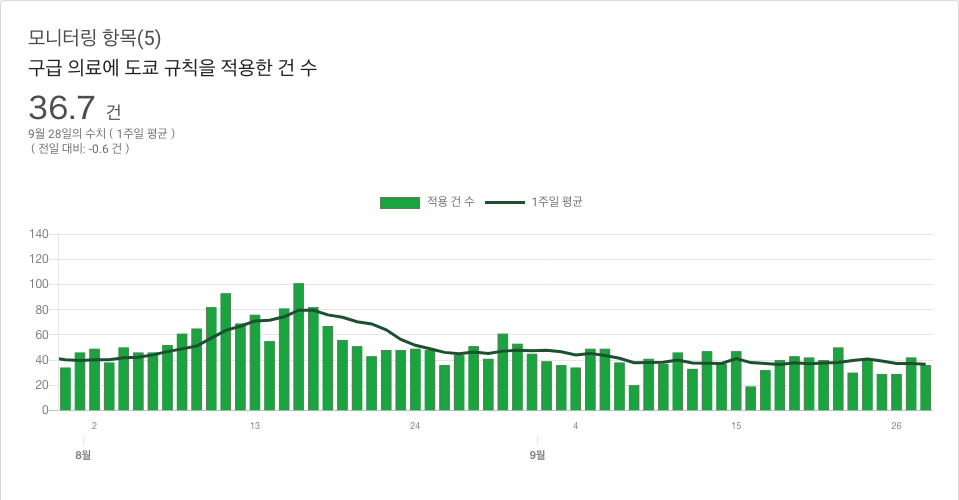 모니터링 항목(5)
구급 의료에 도쿄 규칙을 적용한 건 수
36.7 건
9월 28일의 수치 ( 1주일 평균 )
( 전일 대비: -0.6 건 )
적용 건 수 1주일 평균
140
120
100
80
60
40
20
0
2 13 24 4 15 26
8월 9월